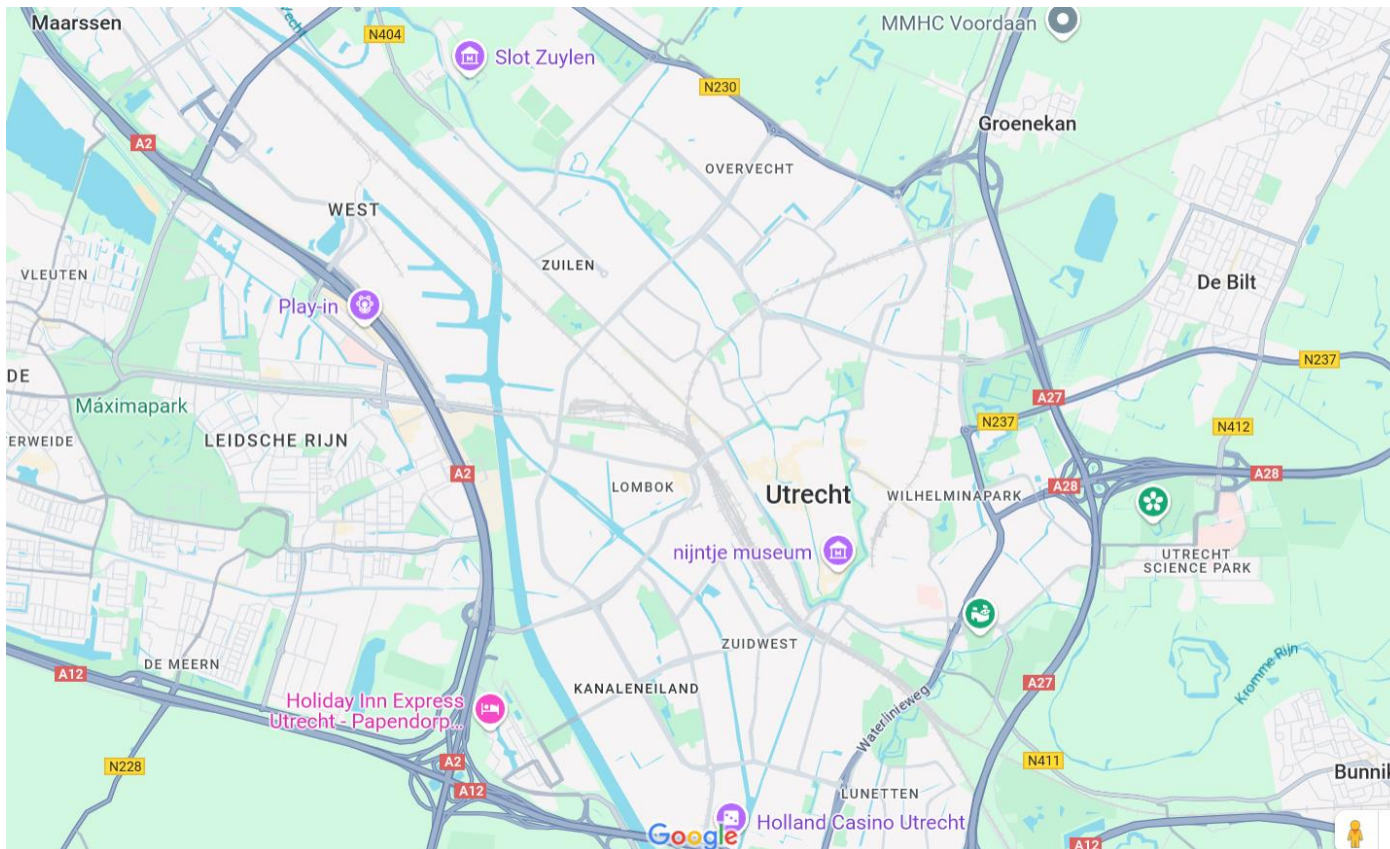 Maarssen
N404
Slot Zuylen
MMHC Voordaan
N230
Groenekan
A2
OVERVECHT
WEST
ZUILEN
VLEUTEN
De Bilt
Play-in
N237
DE
Máximapark
A27
N237
N412
TERWEIDE
LEIDSCHE RIJN
A2
LOMBOK
Utrecht
WILHELMINAPARK
A28
A28
nijntje museum
UTRECHT
SCIENCE PARK
ZUIDWEST
DE MEERN
A12
KANALENEILAND
A27
Kromme Rijn
Holiday Inn Express
Utrecht - Papendorp...
Waterlinieweg
N228
A2
N411
Bunnik
A12
LUNETTEN
Holland Casino Utrecht
Google
A12